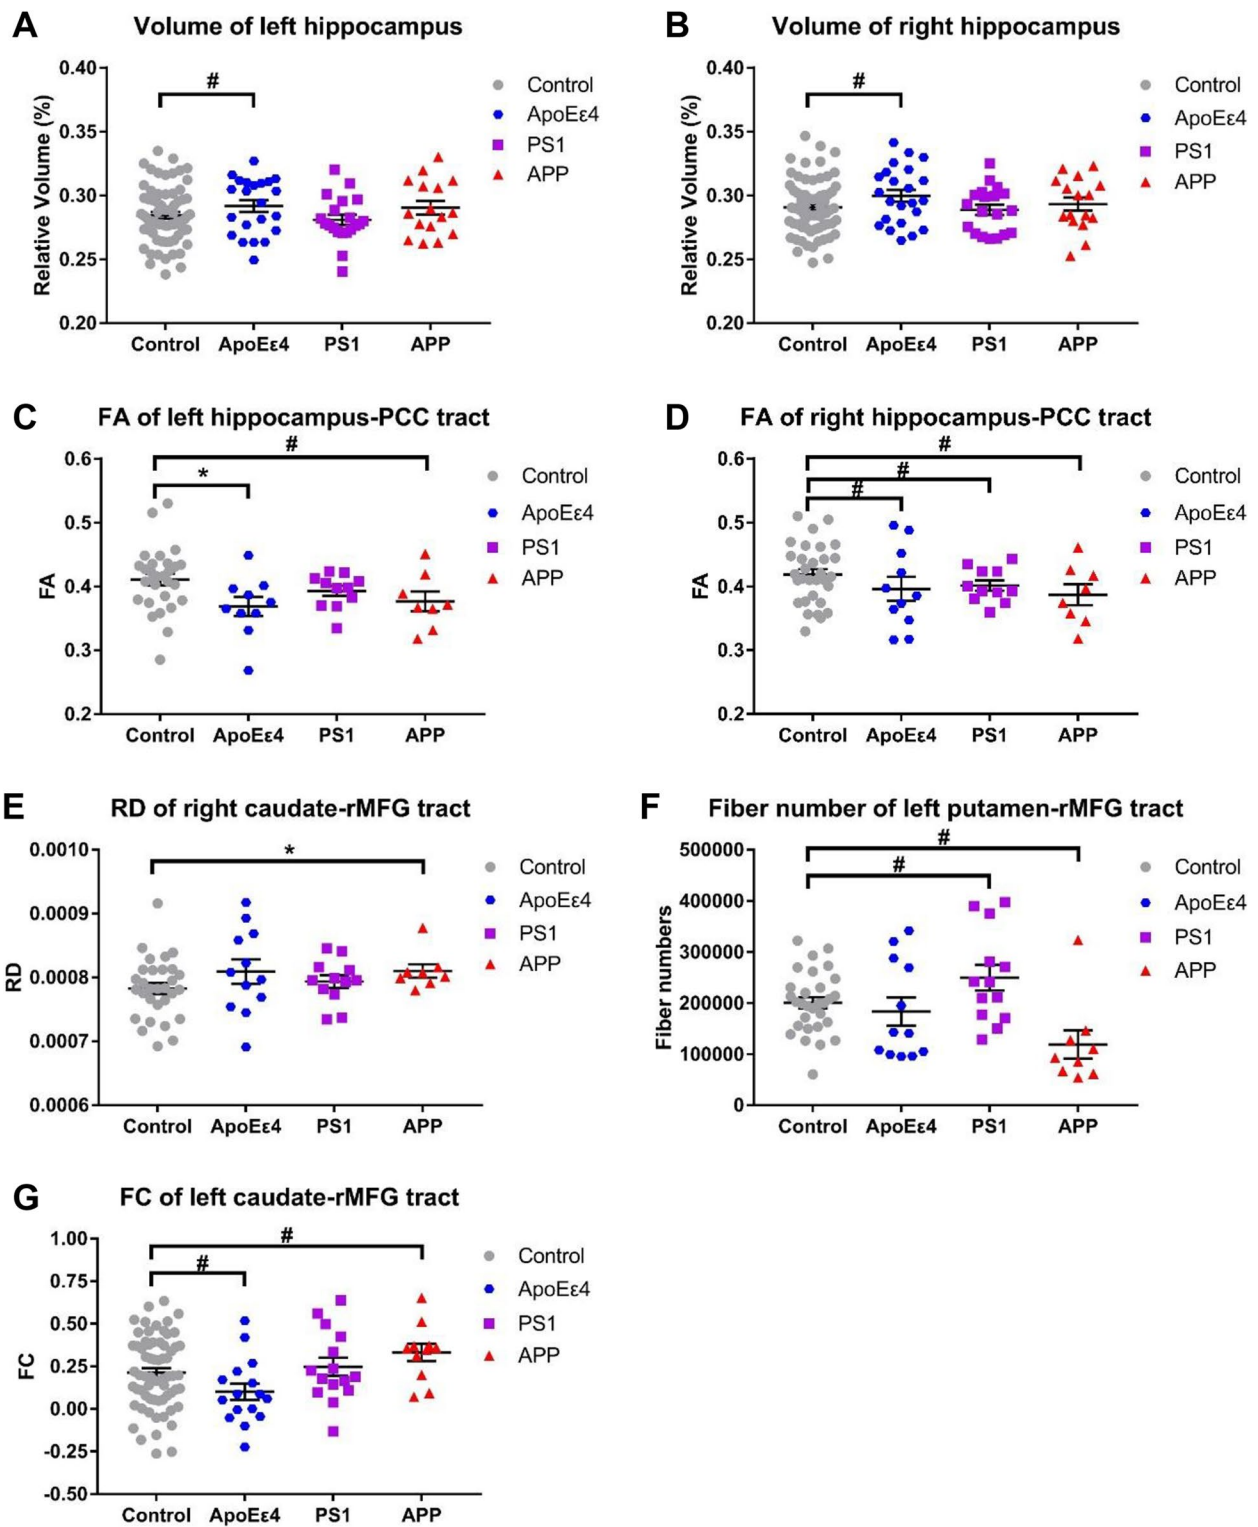 A
Volume of left hippocampus
Relative Volume (%)
0.40
0.35
0.30
0.25
0.20
#
Control
ApoEε4
PS1
APP
Control
ApoEε4
PS1
APP
B
Volume of right hippocampus
Relative Volume (%)
0.40
0.35
0.30
0.25
0.20
#
Control
ApoEε4
PS1
APP
Control
ApoEε4
PS1
APP
C
FA of left hippocampus-PCC tract
FA
0.6
0.5
0.4
0.3
0.2
#
*
Control
ApoEε4
PS1
APP
Control
ApoEε4
PS1
APP
D
FA of right hippocampus-PCC tract
FA
0.6
0.5
0.4
0.3
0.2
#
#
#
Control
ApoEε4
PS1
APP
Control
ApoEε4
PS1
APP
E
RD of right caudate-rMFG tract
RD
0.0010
0.0009
0.0008
0.0007
0.0006
*
Control
ApoEε4
PS1
APP
Control
ApoEε4
PS1
APP
F
Fiber number of left putamen-rMFG tract
Fiber numbers
500000
400000
300000
200000
100000
0
#
#
Control
ApoEε4
PS1
APP
Control
ApoEε4
PS1
APP
G
FC of left caudate-rMFG tract
FC
1.00
0.75
0.50
0.25
0.00
-0.25
-0.50
#
#
Control
ApoEε4
PS1
APP
Control
ApoEε4
PS1
APP